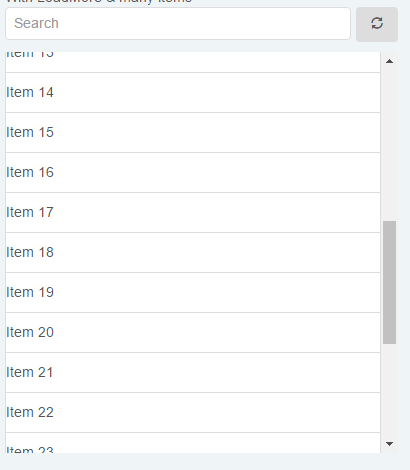 With LoadMore & many items
Search
Item 13
Item 14
Item 15
Item 16
Item 17
Item 18
Item 19
Item 20
Item 21
Item 22
Item 23